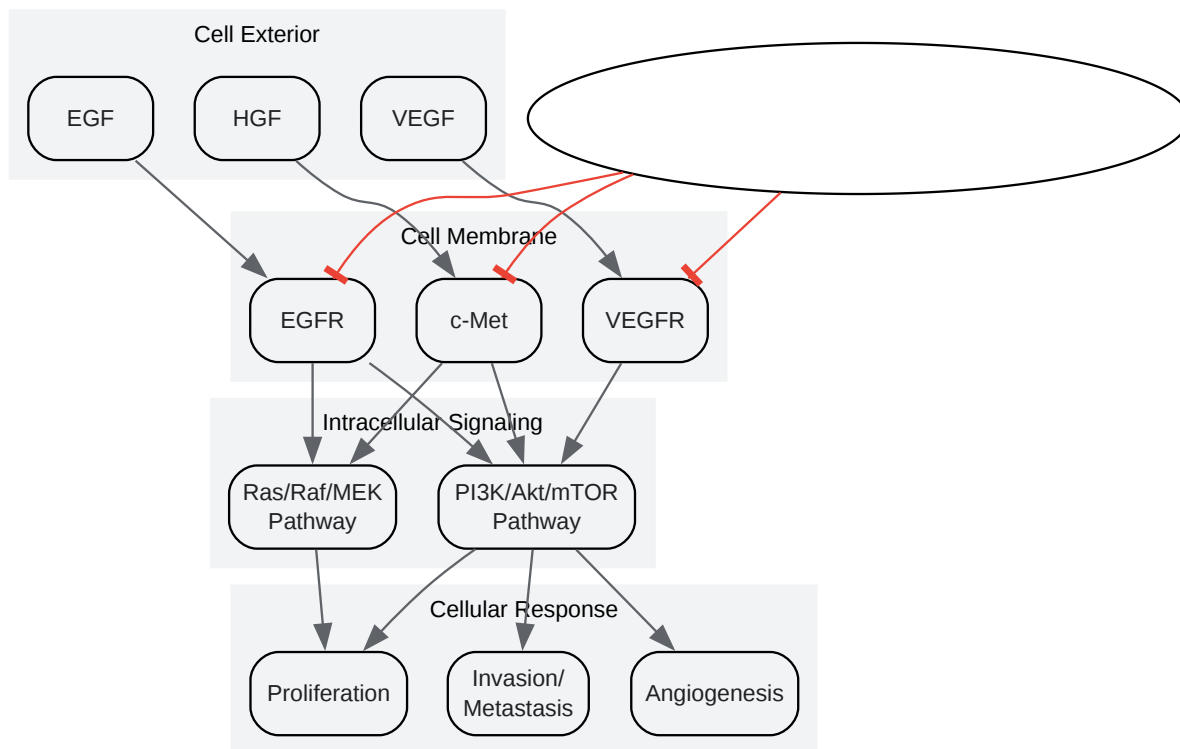 Cell Exterior
EGF
HGF
VEGF
Cell Membrane
EGFR
c-Met
VEGFR
Intracellular Signaling
Ras/Raf/MEK
Pathway
PI3K/Akt/mTOR
Pathway
Cellular Response
Proliferation
Invasion/
Metastasis
Angiogenesis